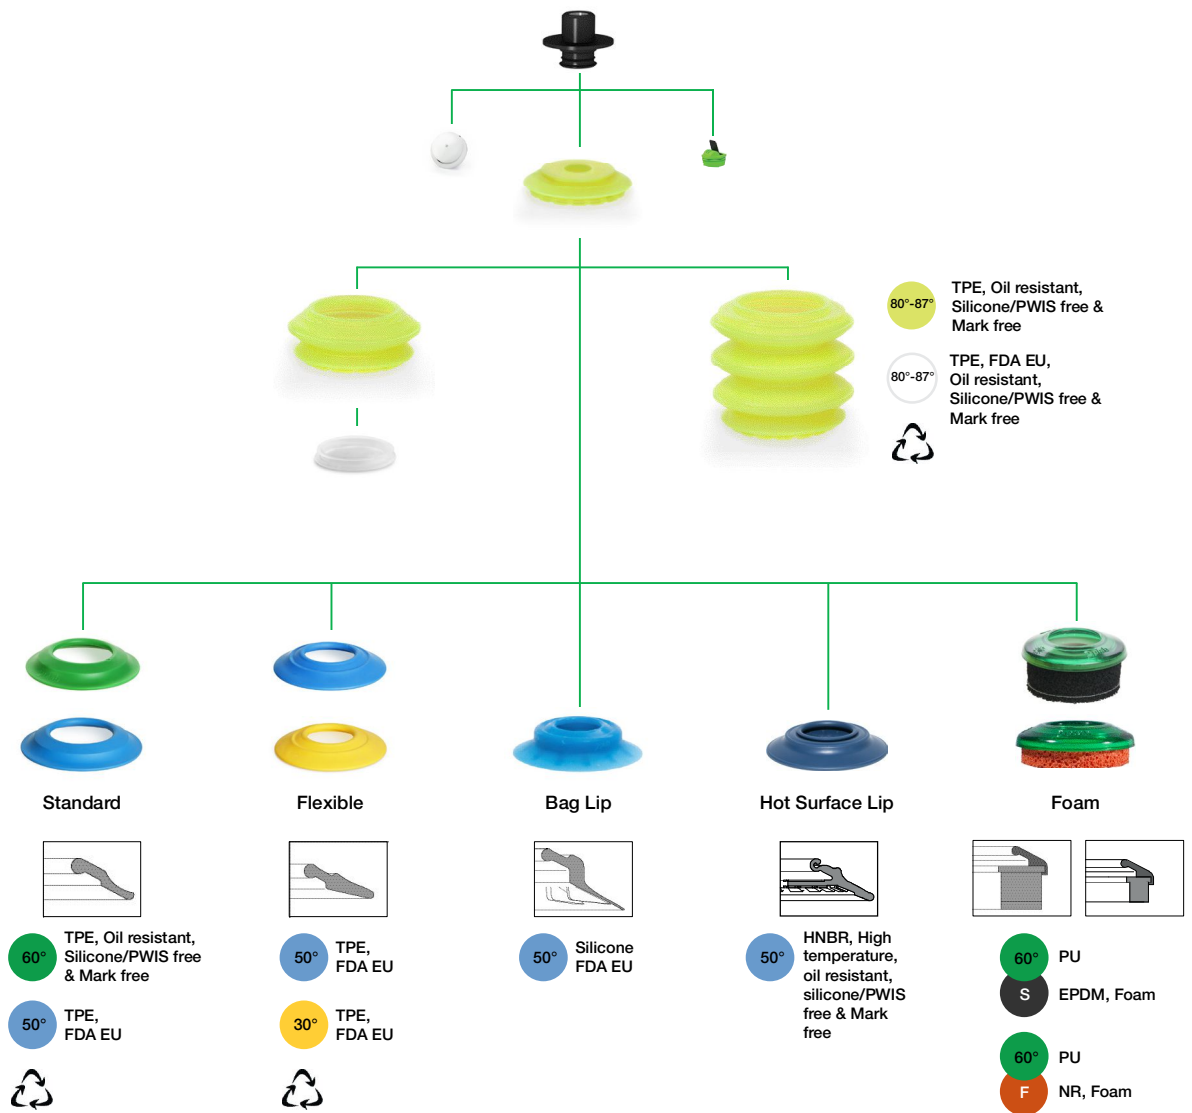 80°-87°
TPE, Oil resistant,
Silicone/PWIS free &
Mark free
80°-87°
TPE, FDA EU,
Oil resistant,
Silicone/PWIS free &
Mark free
Standard
Flexible
Bag Lip
Hot Surface Lip
Foam
60°
TPE, Oil resistant,
Silicone/PWIS free
& Mark free
50°
TPE,
FDA EU
50°
TPE,
FDA EU
30°
TPE,
FDA EU
50°
Silicone
FDA EU
50°
HNBR, High
temperature,
oil resistant,
silicone/PWIS
free & Mark
free
60°
PU
S
EPDM, Foam
60°
PU
F
NR, Foam